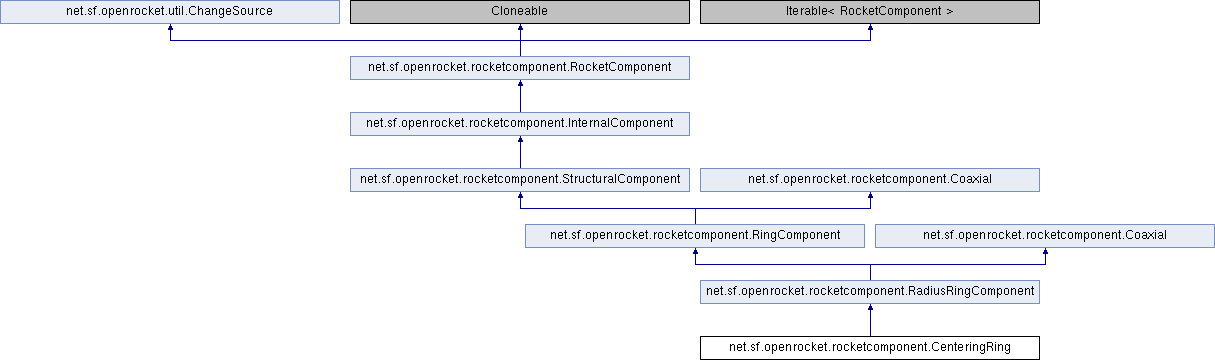 net.sf.openrocket.util.ChangeSource
Cloneable
Iterable< RocketComponent >
net.sf.openrocket.rocketcomponent.RocketComponent
net.sf.openrocket.rocketcomponent.InternalComponent
net.sf.openrocket.rocketcomponent.StructuralComponent
net.sf.openrocket.rocketcomponent.Coaxial
net.sf.openrocket.rocketcomponent.RingComponent
net.sf.openrocket.rocketcomponent.Coaxial
net.sf.openrocket.rocketcomponent.RadiusRingComponent
net.sf.openrocket.rocketcomponent.CenteringRing